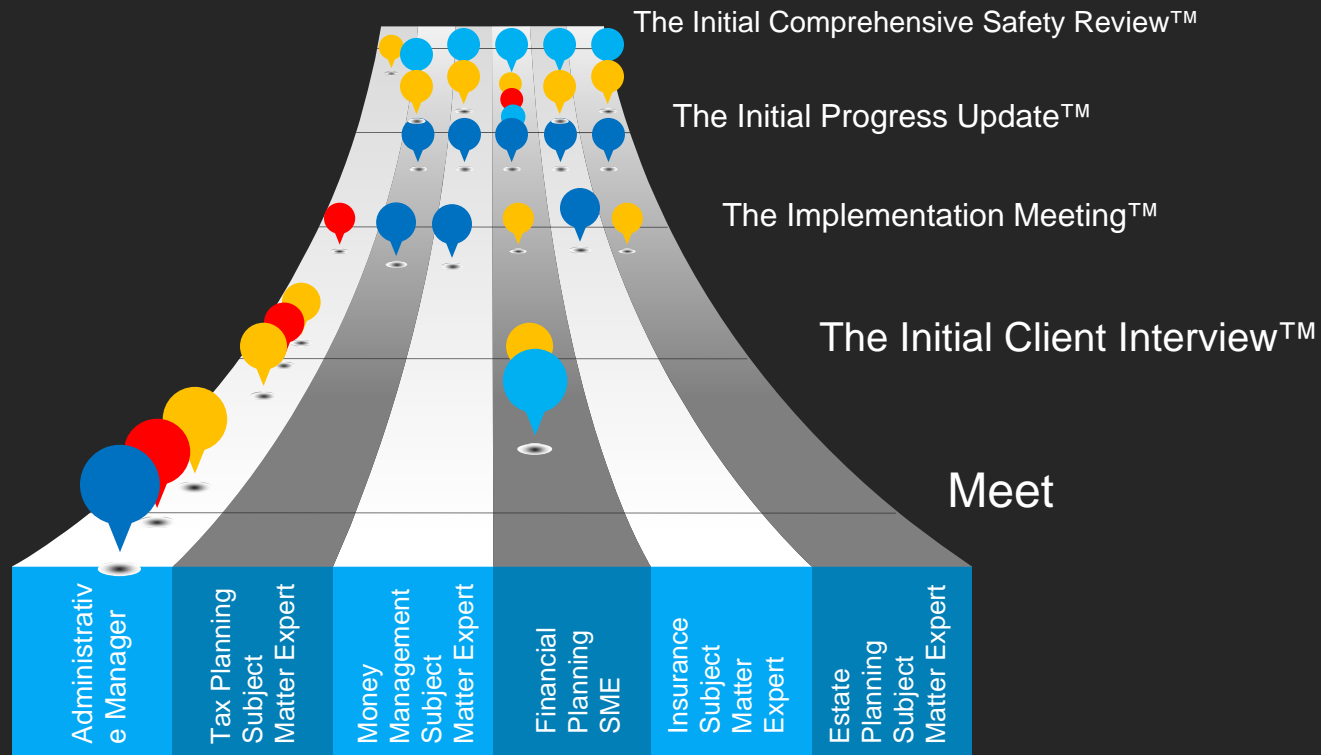 The Initial Comprehensive Safety Review™
The Initial Progress Update™
The Implementation Meeting™
The Initial Client Interview™
Meet
Administrativ
e Manager
Tax Planning
Subject
Matter Expert
Money
Management
Subject
Matter Expert
Financial
Planning
SME
Insurance
Subject
Matter
Expert
Estate
Planning
Subject
Matter Expert